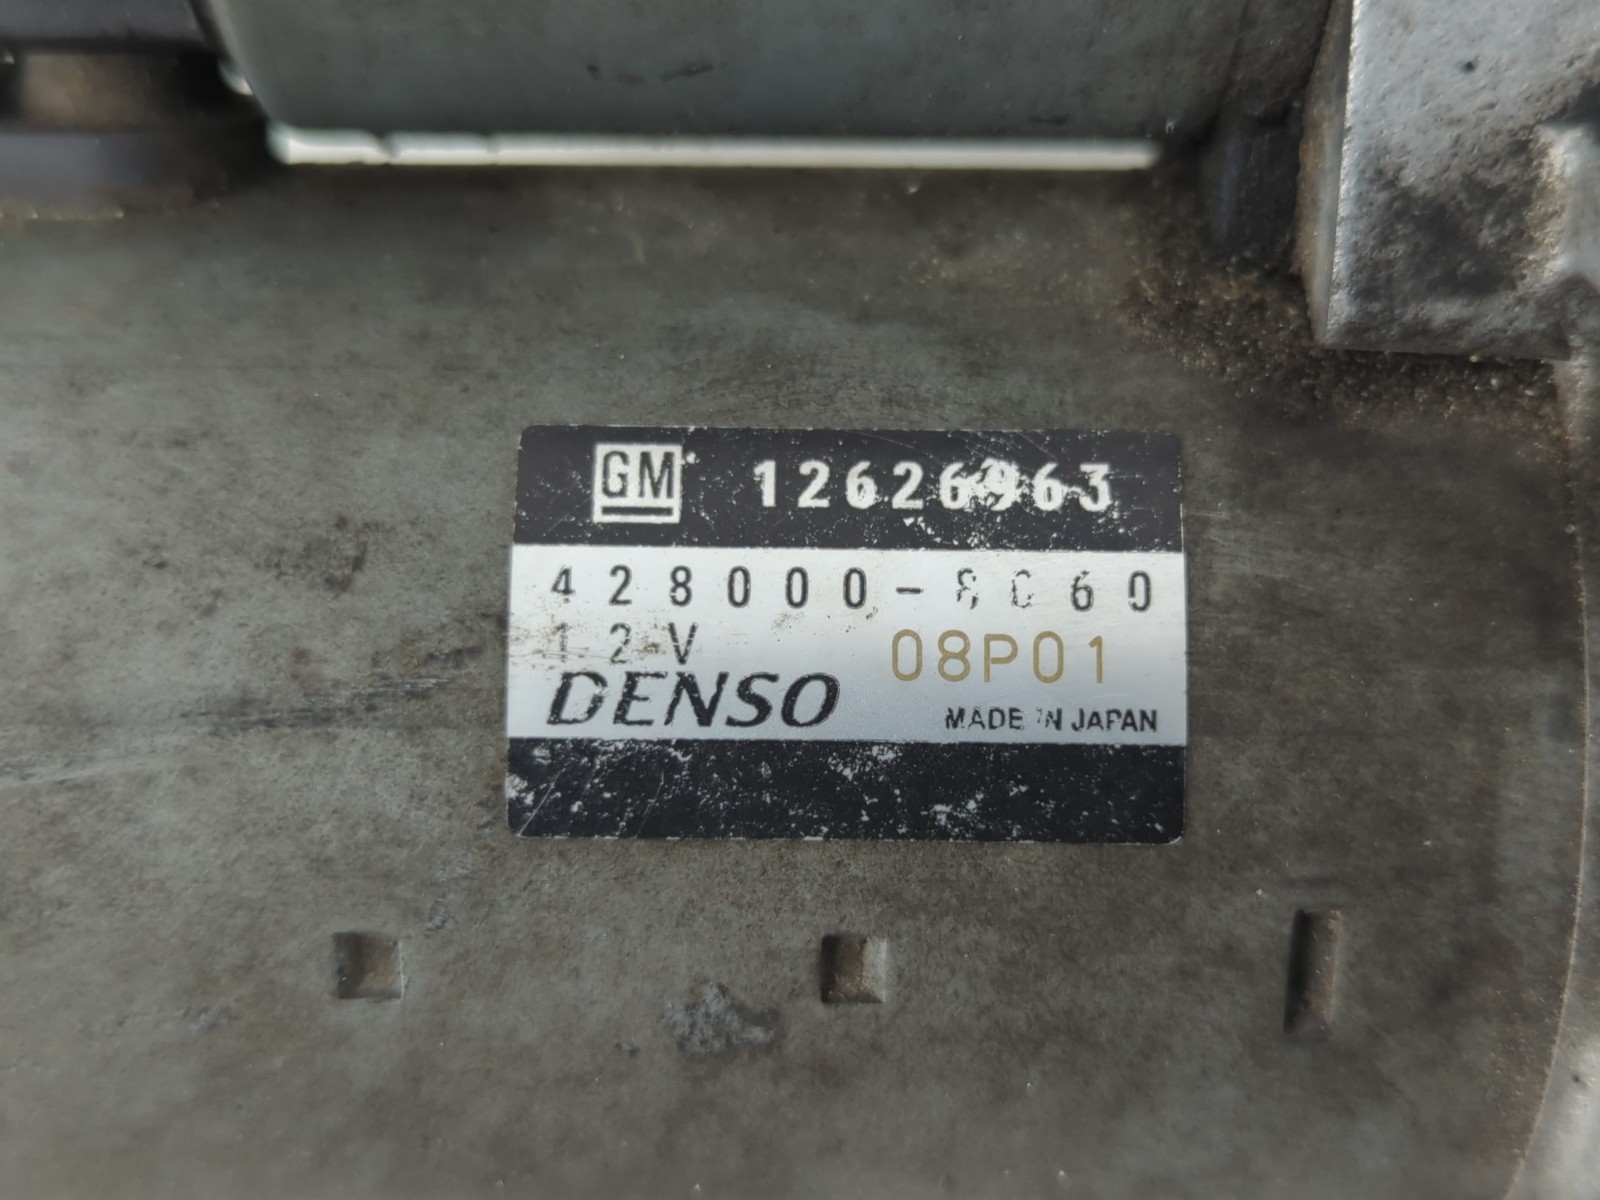 GM 12626963
428000-8060
12V 08P01
DENSO
MADE IN JAPAN